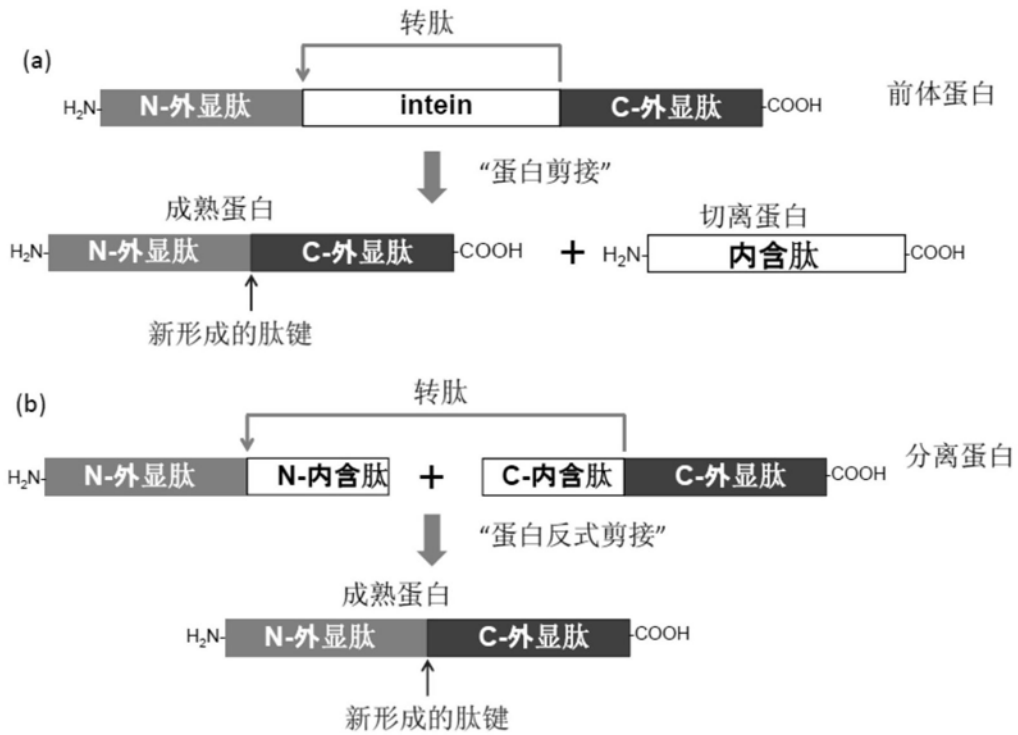 转肽
(a)
H₂N- N-外显肽 intein C-外显肽 -COOH 前体蛋白
“蛋白剪接”
成熟蛋白 切离蛋白
H₂N- N-外显肽 C-外显肽 -COOH + H₂N- 内含肽 -COOH
新形成的肽键
(b)
转肽
H₂N- N-外显肽 N-内含肽 + C-内含肽 C-外显肽 -COOH 分离蛋白
“蛋白反式剪接”
成熟蛋白
H₂N- N-外显肽 C-外显肽 -COOH
新形成的肽键